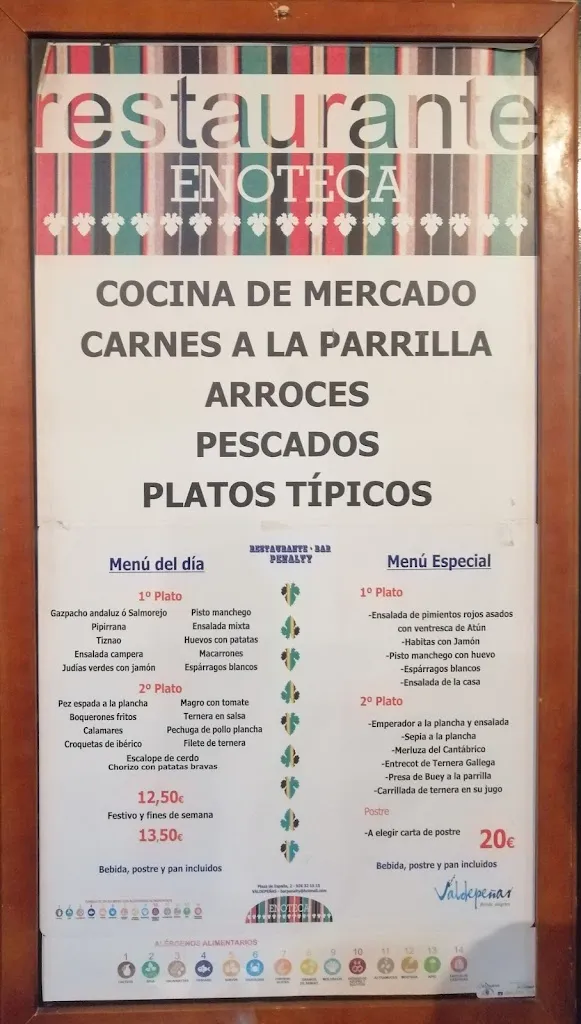 restaurante
ENOTECA
COCINA DE MERCADO
CARNES A LA PARRILLA
ARROCES
PESCADOS
PLATOS TÍPICOS
RESTAURANTE - BAR
PENALTY
Menú del día
1º Plato
Gazpacho andaluz ó Salmorejo
Pipirrana
Tiznao
Ensalada campera
Judías verdes con jamón
Pisto manchego
Ensalada mixta
Huevos con patatas
Macarrones
Espárragos blancos
2º Plato
Pez espada a la plancha
Boquerones fritos
Calamares
Croquetas de ibérico
Magro con tomate
Ternera en salsa
Pechuga de pollo plancha
Filete de ternera
Escalope de cerdo
Chorizo con patatas bravas
12,50€
Festivo y fines de semana
13,50€
Bebida, postre y pan incluidos
Menú Especial
1º Plato
-Ensalada de pimientos rojos asados
con ventresca de Atún
-Habitas con Jamón
-Pisto manchego con huevo
-Espárragos blancos
-Ensalada de la casa
2º Plato
-Emperador a la plancha y ensalada
-Sepia a la plancha
-Merluza del Cantábrico
-Entrecot de Ternera Gallega
-Presa de Buey a la parrilla
-Carrillada de ternera en su jugo
Postre
-A elegir carta de postre
20€
Bebida, postre y pan incluidos
Valdepeñas
ENOTECA
ALÉRGENOS ALIMENTARIOS
1 2 3 4 5 6 7 8 9 10 11 12 13 14